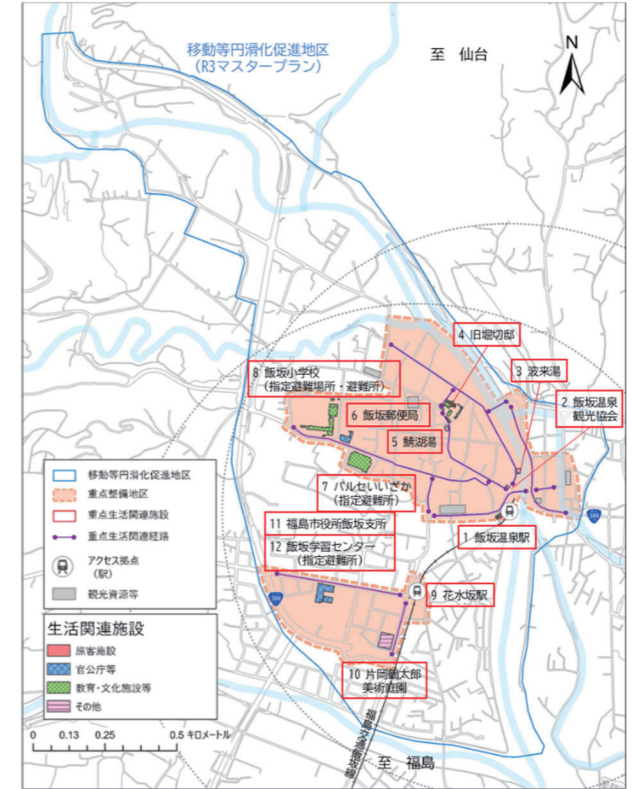 移動等円滑化促進地区
(R3マスタープラン)
至 仙台
N
4 旧堀切邸
3 波来湯
8 飯坂小学校
(指定避難場所・避難所)
2 飯坂温泉
観光協会
6 飯坂郵便局
5 鯖湖湯
7 パルセいいざか
(指定避難所)
11 福島市役所飯坂支所
12 飯坂学習センター
(指定避難所)
1 飯坂温泉駅
9 花水坂駅
10 片岡鶴太郎
美術庭園
福島交通飯坂線
至 福島
移動等円滑化促進地区
重点整備地区
重点生活関連施設
重点生活関連経路
アクセス拠点
(駅)
観光資源等
生活関連施設
旅客施設
官公庁等
教育・文化施設等
その他
0 0.13 0.25 0.5 キロメートル